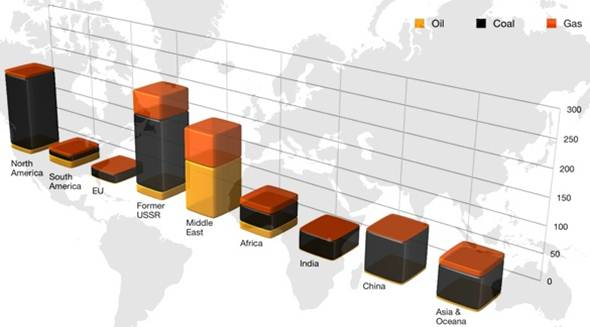 Oil
Coal
Gas
300
250
200
150
100
50
0
North
America
South
America
EU
Former
USSR
Middle
East
Africa
India
China
Asia &
Oceana